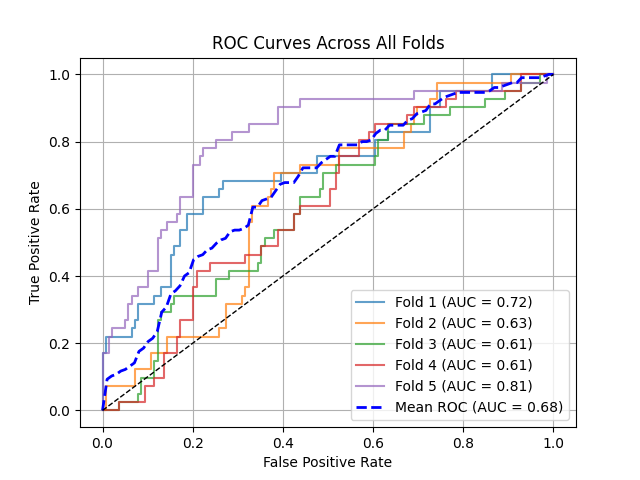 ROC Curves Across All Folds
True Positive Rate
1.0
0.8
0.6
0.4
0.2
0.0
0.0 0.2 0.4 0.6 0.8 1.0
False Positive Rate
Fold 1 (AUC = 0.72)
Fold 2 (AUC = 0.63)
Fold 3 (AUC = 0.61)
Fold 4 (AUC = 0.61)
Fold 5 (AUC = 0.81)
Mean ROC (AUC = 0.68)